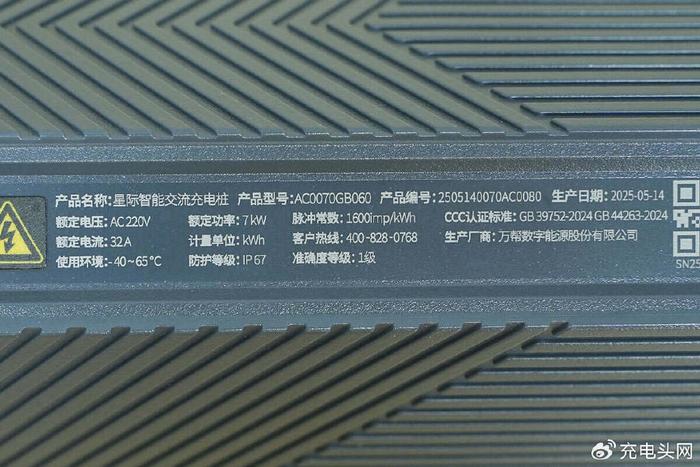 产品名称: 星际智能交流充电桩 产品型号: AC0070GB060 产品编号: 2505140070AC0080 生产日期: 2025-05-14
额定电压: AC 220V 额定功率: 7 kW 脉冲常数: 1600imp/kWh CCC认证标准: GB 39752-2024 GB 44263-2024
额定电流: 32 A 计量单位: kWh 客户热线: 400-828-0768 生产厂商: 万帮数字能源股份有限公司
使用环境: -40~65℃ 防护等级: IP 67 准确度等级: 1级
SN25
充电头网